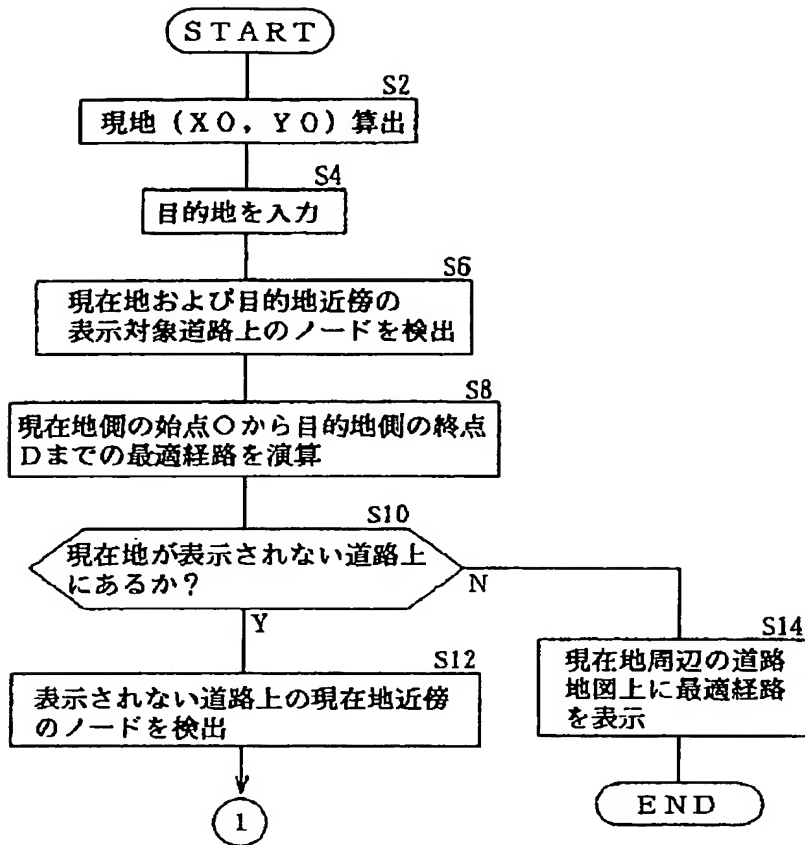 START
S2
現地（X0，Y0）算出
S4
目的地を入力
S6
現在地および目的地近傍の
表示対象道路上のノードを検出
S8
現在地側の始点Oから目的地側の終点
Dまでの最適経路を演算
S10
現在地が表示されない道路上
にあるか？
N
Y
S14
現在地周辺の道路
地図上に最適経路
を表示
S12
表示されない道路上の現在地近傍
のノードを検出
1
END